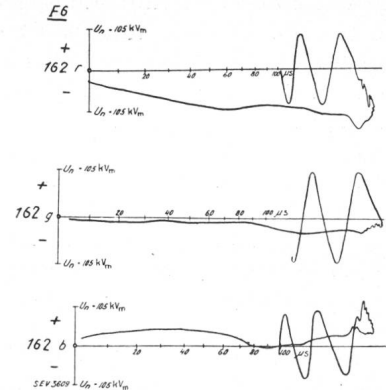 F6
+
Un = 105 kVm
162 r
20 40 60 80 100 μs
−
Un = 105 kVm
+
Un = 105 kVm
162 g
20 40 60 80 100 μs
−
Un = 105 kVm
+
Un = 105 kVm
162 b
20 40 60 80 100 μs
−
SEV 3609
Un = 105 kVm